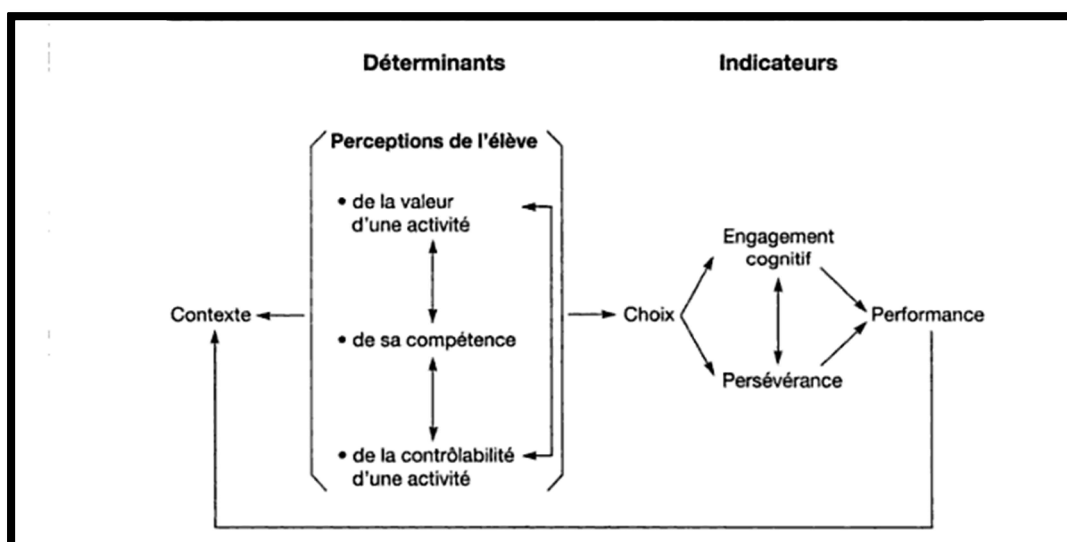 Déterminants
Indicateurs
Perceptions de l'élève
• de la valeur
d'une activité
Engagement
cognitif
Contexte
Choix
Performance
• de sa compétence
Persévérance
• de la contrôlabilité
d'une activité